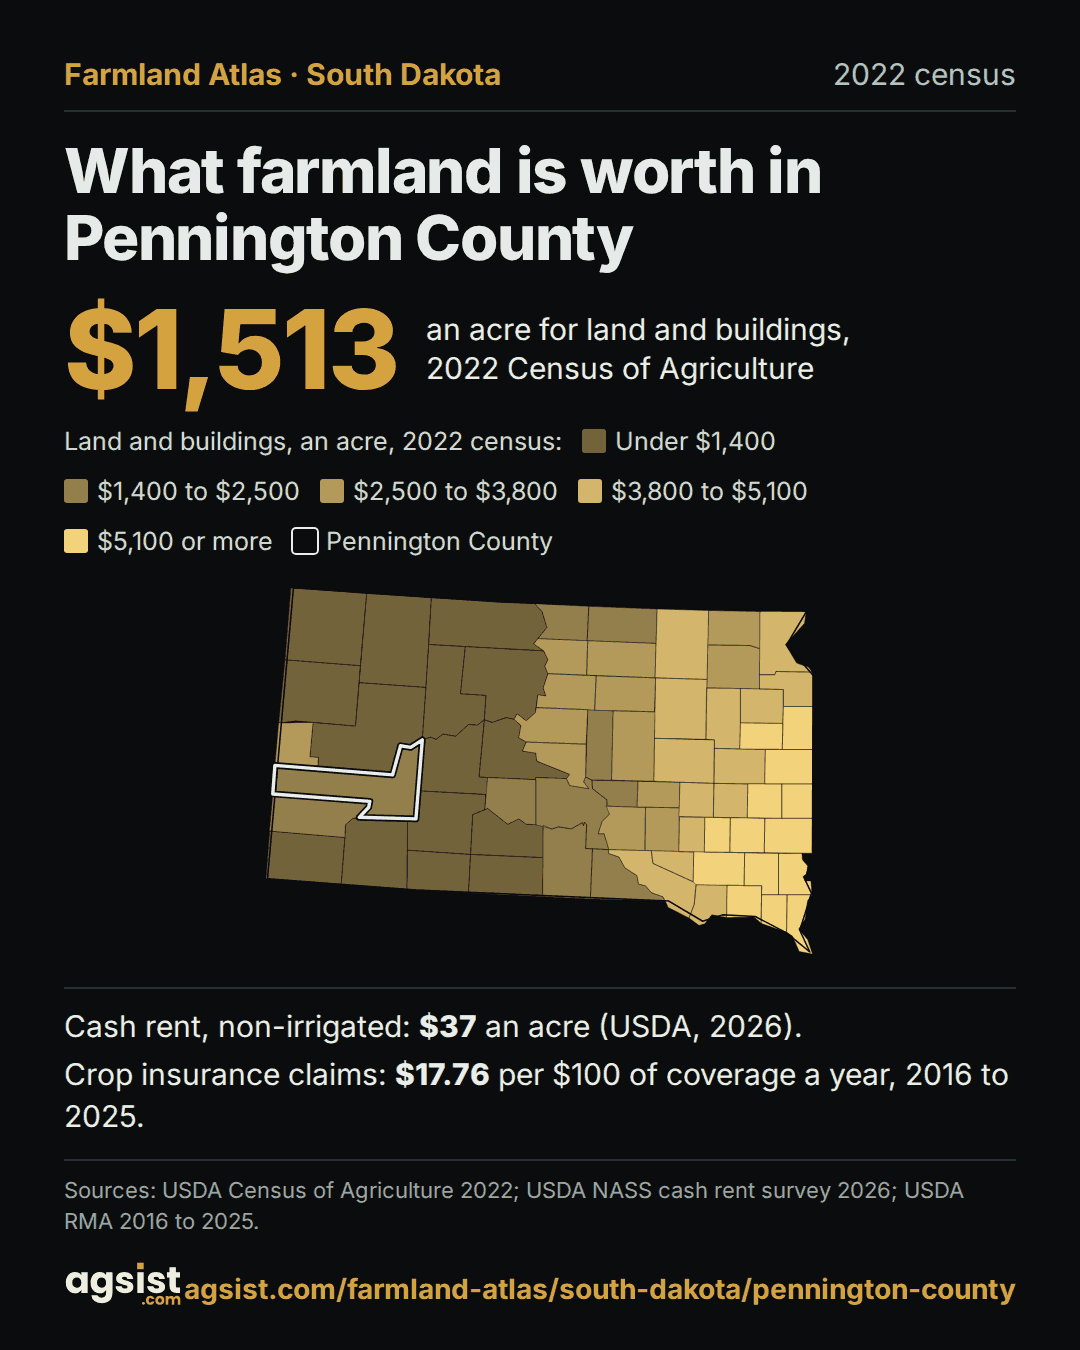 Farmland Atlas · South Dakota
2022 census
What farmland is worth in
Pennington County
$1,513
an acre for land and buildings,
2022 Census of Agriculture
Land and buildings, an acre, 2022 census: Under $1,400
$1,400 to $2,500 $2,500 to $3,800 $3,800 to $5,100
$5,100 or more Pennington County
Cash rent, non-irrigated: $37 an acre (USDA, 2026).
Crop insurance claims: $17.76 per $100 of coverage a year, 2016 to
2025.
Sources: USDA Census of Agriculture 2022; USDA NASS cash rent survey 2026; USDA
RMA 2016 to 2025.
agsist.com
agsist.com/farmland-atlas/south-dakota/pennington-county